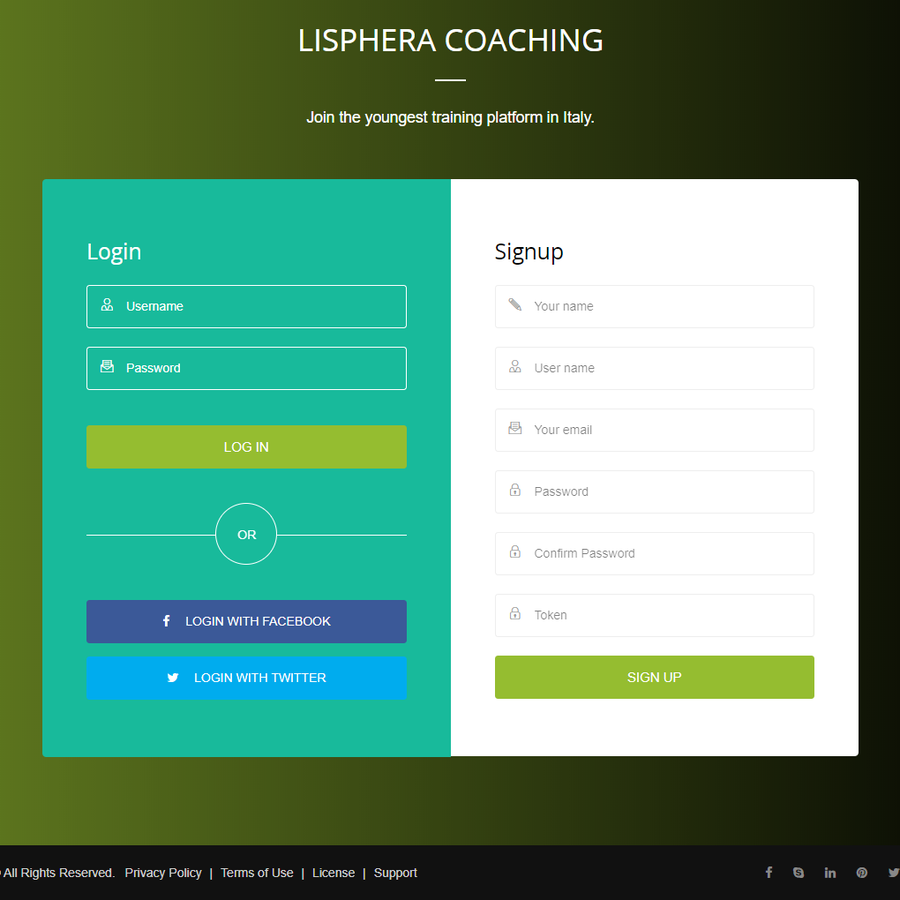 LISPHERA COACHING
Join the youngest training platform in Italy.
Login
Username
Password
LOG IN
OR
LOGIN WITH FACEBOOK
LOGIN WITH TWITTER
Signup
Your name
User name
Your email
Password
Confirm Password
Token
SIGN UP
All Rights Reserved. Privacy Policy | Terms of Use | License | Support